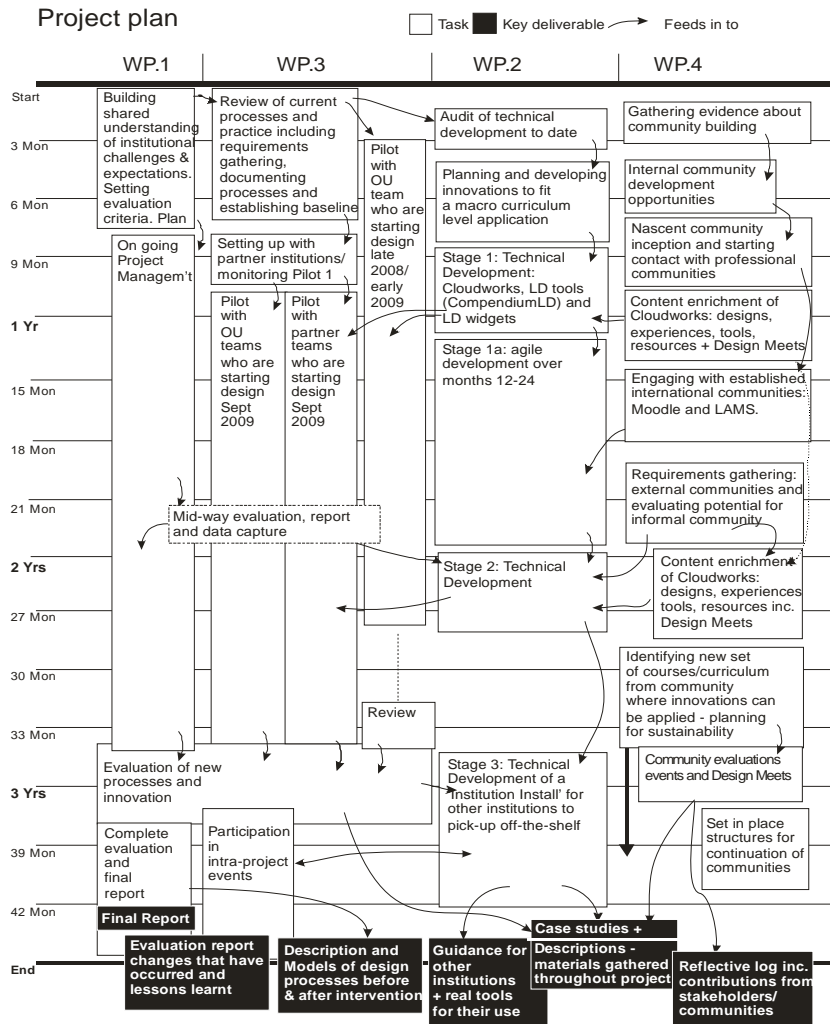 Project plan
Task
Key deliverable
Feeds in to
WP.1
WP.3
WP.2
WP.4
Start
3 Mon
6 Mon
9 Mon
1 Yr
15 Mon
18 Mon
21 Mon
2 Yrs
27 Mon
30 Mon
33 Mon
3 Yrs
39 Mon
42 Mon
End
Building
shared
understanding
of institutional
challenges &
expectations.
Setting
evaluation
criteria. Plan
On going
Project
Managem't
Review of current
processes and
practice including
requirements
gathering,
documenting
processes and
establishing baseline
Setting up with
partner institutions/
monitoring Pilot 1
Pilot
with
OU
teams
who are
starting
design
Sept
2009
Pilot
with
partner
teams
who are
starting
design
Sept
2009
Pilot
with
OU
team
who are
starting
design
late
2008/
early
2009
Mid-way evaluation, report
and data capture
Review
Evaluation of new
processes and
innovation
Complete
evaluation
and
final
report
Participation
in
intra-project
events
Audit of technical
development to date
Planning and developing
innovations to fit
a macro curriculum
level application
Stage 1: Technical
Development:
Cloudworks, LD tools
(CompendiumLD) and
LD widgets
Stage 1a: agile
development over
months 12-24
Stage 2: Technical
Development
Stage 3: Technical
Development of a
'Institution Install' for
other institutions to
pick-up off-the-shelf
Gathering evidence about
community building
Internal community
development
opportunities
Nascent community
inception and starting
contact with professional
communities
Content enrichment of
Cloudworks: designs,
experiences, tools,
resources + Design Meets
Engaging with established
international communities:
Moodle and LAMS.
Requirements gathering:
external communities and
evaluating potential for
informal community
Content enrichment
of Cloudworks:
designs, experiences
tools, resources inc.
Design Meets
Identifying new set
of courses/curriculum
from community
where innovations can
be applied - planning
for sustainability
Community evaluations
events and Design Meets
Set in place
structures for
continuation of
communities
Final Report
Evaluation report
changes that have
occurred and
lessons learnt
Description and
Models of design
processes before
& after intervention
Guidance for
other
institutions
+ real tools
for their use
Case studies +
Descriptions -
materials gathered
throughout project
Reflective log inc.
contributions from
stakeholders/
communities